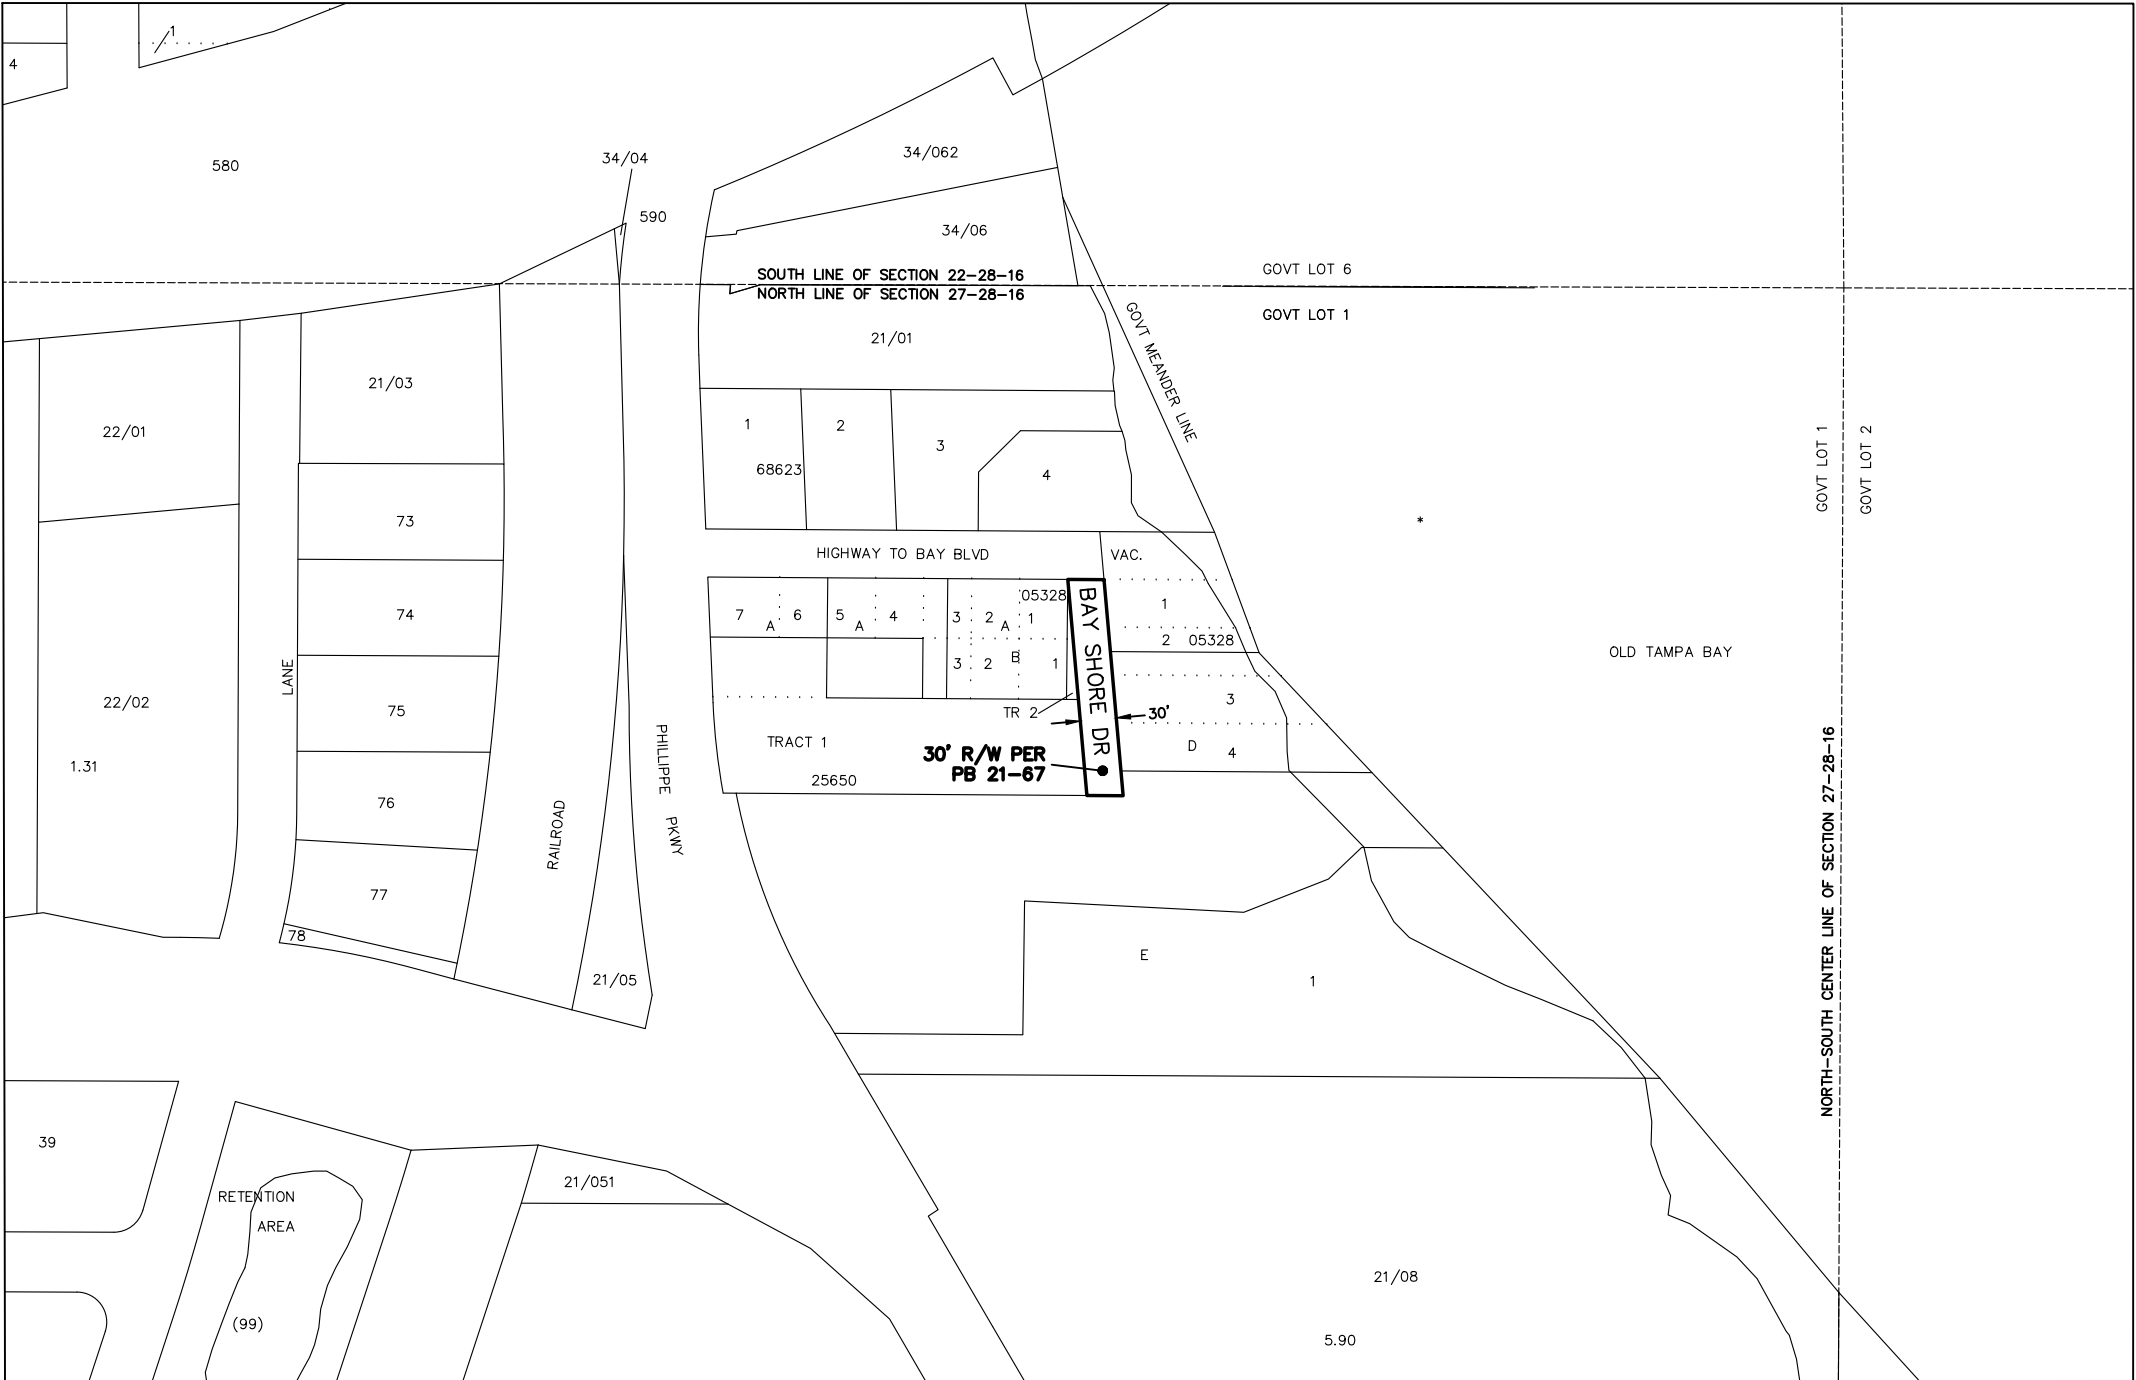 1
4
580
34/04
34/062
590
34/06
SOUTH LINE OF SECTION 22-28-16
NORTH LINE OF SECTION 27-28-16
GOVT LOT 6
GOVT LOT 1
GOVT MEANDER LINE
21/01
21/03
22/01
1
2
3
4
68623
GOVT LOT 1
GOVT LOT 2
73
*
HIGHWAY TO BAY BLVD
VAC.
74
7
A
6
5
A
4
3
2
A
1
05328
BAY SHORE DR
1
2
05328
3
2
B
1
OLD TAMPA BAY
LANE
22/02
75
TR 2
30'
3
PHILLIPPE PKWY
TRACT 1
30' R/W PER
PB 21-67
D
4
1.31
25650
76
RAILROAD
77
NORTH-SOUTH CENTER LINE OF SECTION 27-28-16
78
E
21/05
1
39
21/051
RETENTION
AREA
21/08
(99)
5.90